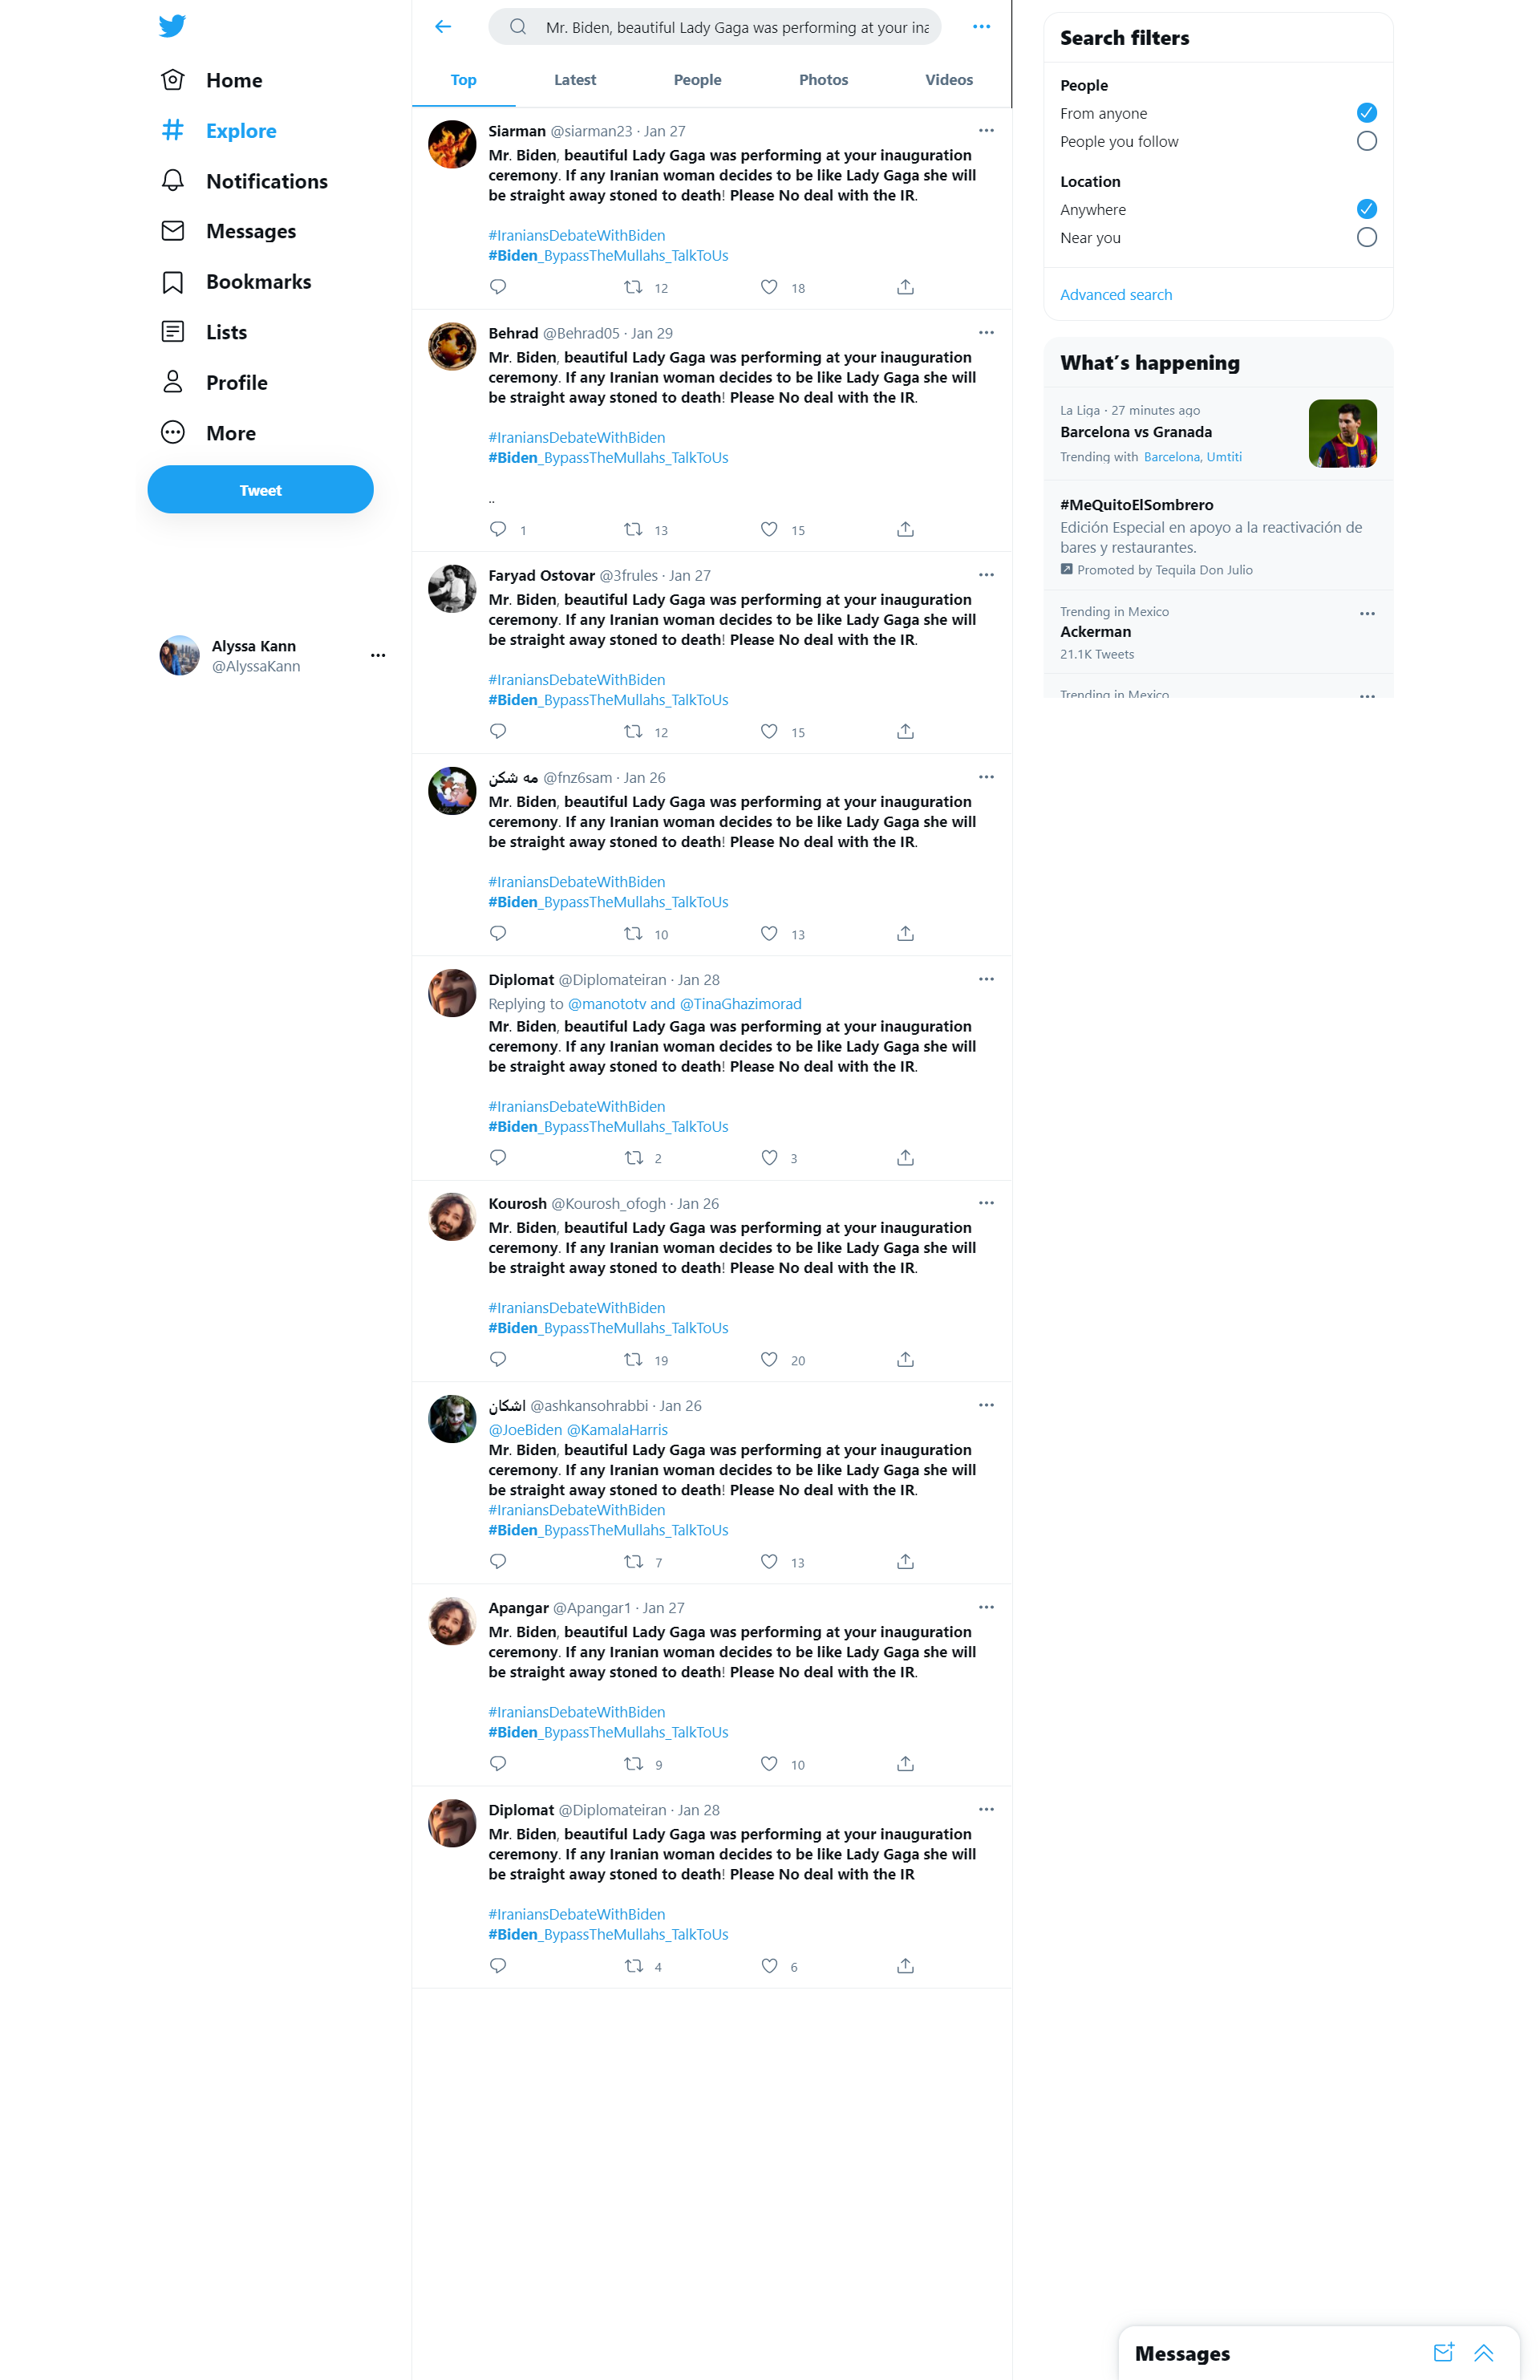 Home
Explore
Notifications
Messages
Bookmarks
Lists
Profile
More
Tweet
Alyssa Kann
@AlyssaKann
Mr. Biden, beautiful Lady Gaga was performing at your ina
Top Latest People Photos Videos
Siarman @siarman23 · Jan 27
Mr. Biden, beautiful Lady Gaga was performing at your inauguration
ceremony. If any Iranian woman decides to be like Lady Gaga she will
be straight away stoned to death! Please No deal with the IR.
#IraniansDebateWithBiden
#Biden_BypassTheMullahs_TalkToUs
12 18
Behrad @Behrad05 · Jan 29
Mr. Biden, beautiful Lady Gaga was performing at your inauguration
ceremony. If any Iranian woman decides to be like Lady Gaga she will
be straight away stoned to death! Please No deal with the IR.
#IraniansDebateWithBiden
#Biden_BypassTheMullahs_TalkToUs
..
1 13 15
Faryad Ostovar @3frules · Jan 27
Mr. Biden, beautiful Lady Gaga was performing at your inauguration
ceremony. If any Iranian woman decides to be like Lady Gaga she will
be straight away stoned to death! Please No deal with the IR.
#IraniansDebateWithBiden
#Biden_BypassTheMullahs_TalkToUs
12 15
مه شکن @fnz6sam · Jan 26
Mr. Biden, beautiful Lady Gaga was performing at your inauguration
ceremony. If any Iranian woman decides to be like Lady Gaga she will
be straight away stoned to death! Please No deal with the IR.
#IraniansDebateWithBiden
#Biden_BypassTheMullahs_TalkToUs
10 13
Diplomat @Diplomateiran · Jan 28
Replying to @manototv and @TinaGhazimorad
Mr. Biden, beautiful Lady Gaga was performing at your inauguration
ceremony. If any Iranian woman decides to be like Lady Gaga she will
be straight away stoned to death! Please No deal with the IR.
#IraniansDebateWithBiden
#Biden_BypassTheMullahs_TalkToUs
2 3
Kourosh @Kourosh_ofogh · Jan 26
Mr. Biden, beautiful Lady Gaga was performing at your inauguration
ceremony. If any Iranian woman decides to be like Lady Gaga she will
be straight away stoned to death! Please No deal with the IR.
#IraniansDebateWithBiden
#Biden_BypassTheMullahs_TalkToUs
19 20
اشکان @ashkansohrabbi · Jan 26
@JoeBiden @KamalaHarris
Mr. Biden, beautiful Lady Gaga was performing at your inauguration
ceremony. If any Iranian woman decides to be like Lady Gaga she will
be straight away stoned to death! Please No deal with the IR.
#IraniansDebateWithBiden
#Biden_BypassTheMullahs_TalkToUs
7 13
Apangar @Apangar1 · Jan 27
Mr. Biden, beautiful Lady Gaga was performing at your inauguration
ceremony. If any Iranian woman decides to be like Lady Gaga she will
be straight away stoned to death! Please No deal with the IR.
#IraniansDebateWithBiden
#Biden_BypassTheMullahs_TalkToUs
9 10
Diplomat @Diplomateiran · Jan 28
Mr. Biden, beautiful Lady Gaga was performing at your inauguration
ceremony. If any Iranian woman decides to be like Lady Gaga she will
be straight away stoned to death! Please No deal with the IR
#IraniansDebateWithBiden
#Biden_BypassTheMullahs_TalkToUs
4 6
Search filters
People
From anyone
People you follow
Location
Anywhere
Near you
Advanced search
What's happening
La Liga · 27 minutes ago
Barcelona vs Granada
Trending with Barcelona, Umtiti
#MeQuitoElSombrero
Edición Especial en apoyo a la reactivación de
bares y restaurantes.
Promoted by Tequila Don Julio
Trending in Mexico
Ackerman
21.1K Tweets
Trending in Mexico
Messages